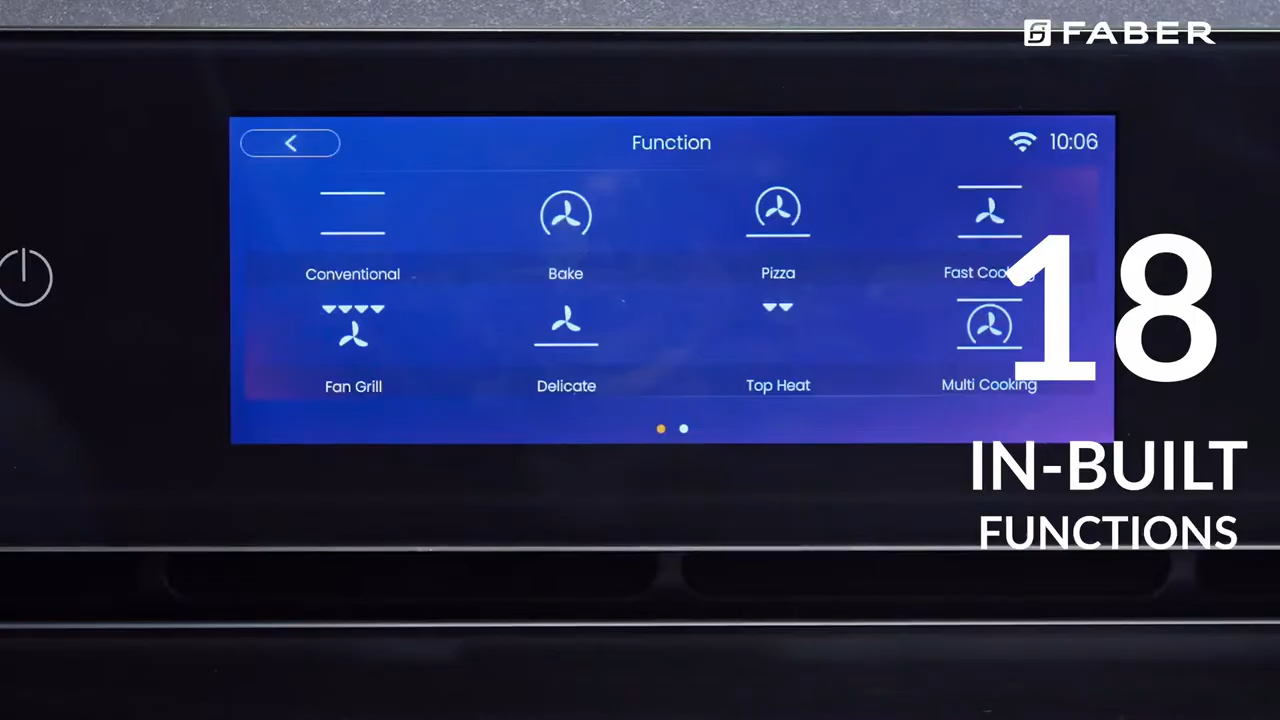 FABER
Function
10:06
Conventional
Bake
Pizza
Fast Cooking
Fan Grill
Delicate
Top Heat
Multi Cooking
18
IN-BUILT
FUNCTIONS